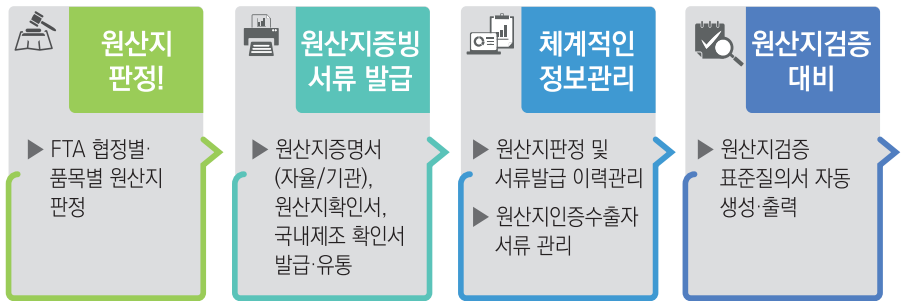 원산지
판정!
▶ FTA 협정별·
품목별 원산지
판정
원산지증빙
서류 발급
▶ 원산지증명서
(자율/기관),
원산지확인서,
국내제조 확인서
발급·유통
체계적인
정보관리
▶ 원산지판정 및
서류발급 이력관리
▶ 원산지인증수출자
서류 관리
원산지검증
대비
▶ 원산지검증
표준질의서 자동
생성·출력